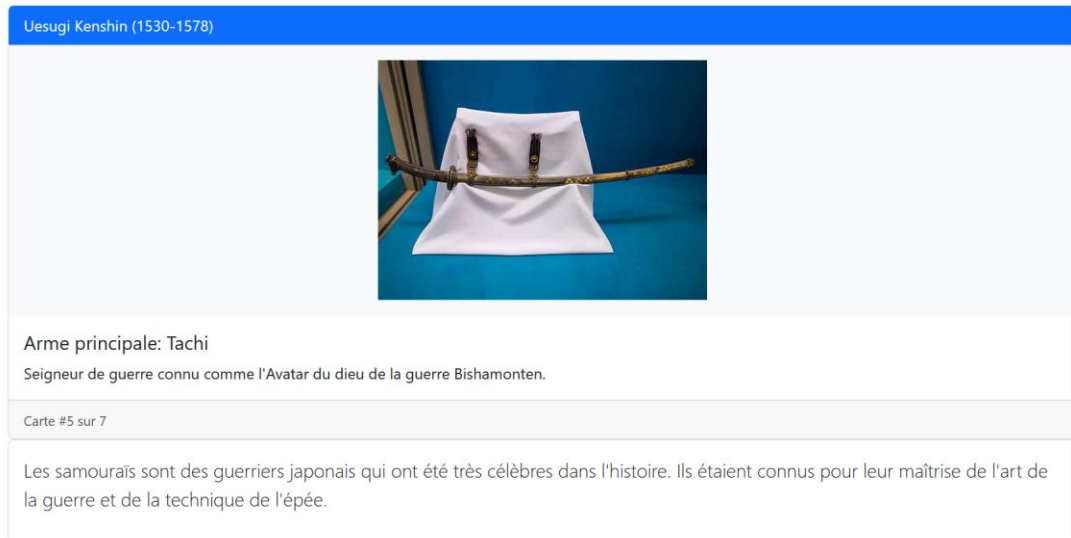 Uesugi Kenshin (1530-1578)
Arme principale: Tachi
Seigneur de guerre connu comme l'Avatar du dieu de la guerre Bishamonten.
Carte #5 sur 7
Les samouraïs sont des guerriers japonais qui ont été très célèbres dans l'histoire. Ils étaient connus pour leur maîtrise de l'art de
la guerre et de la technique de l'épée.